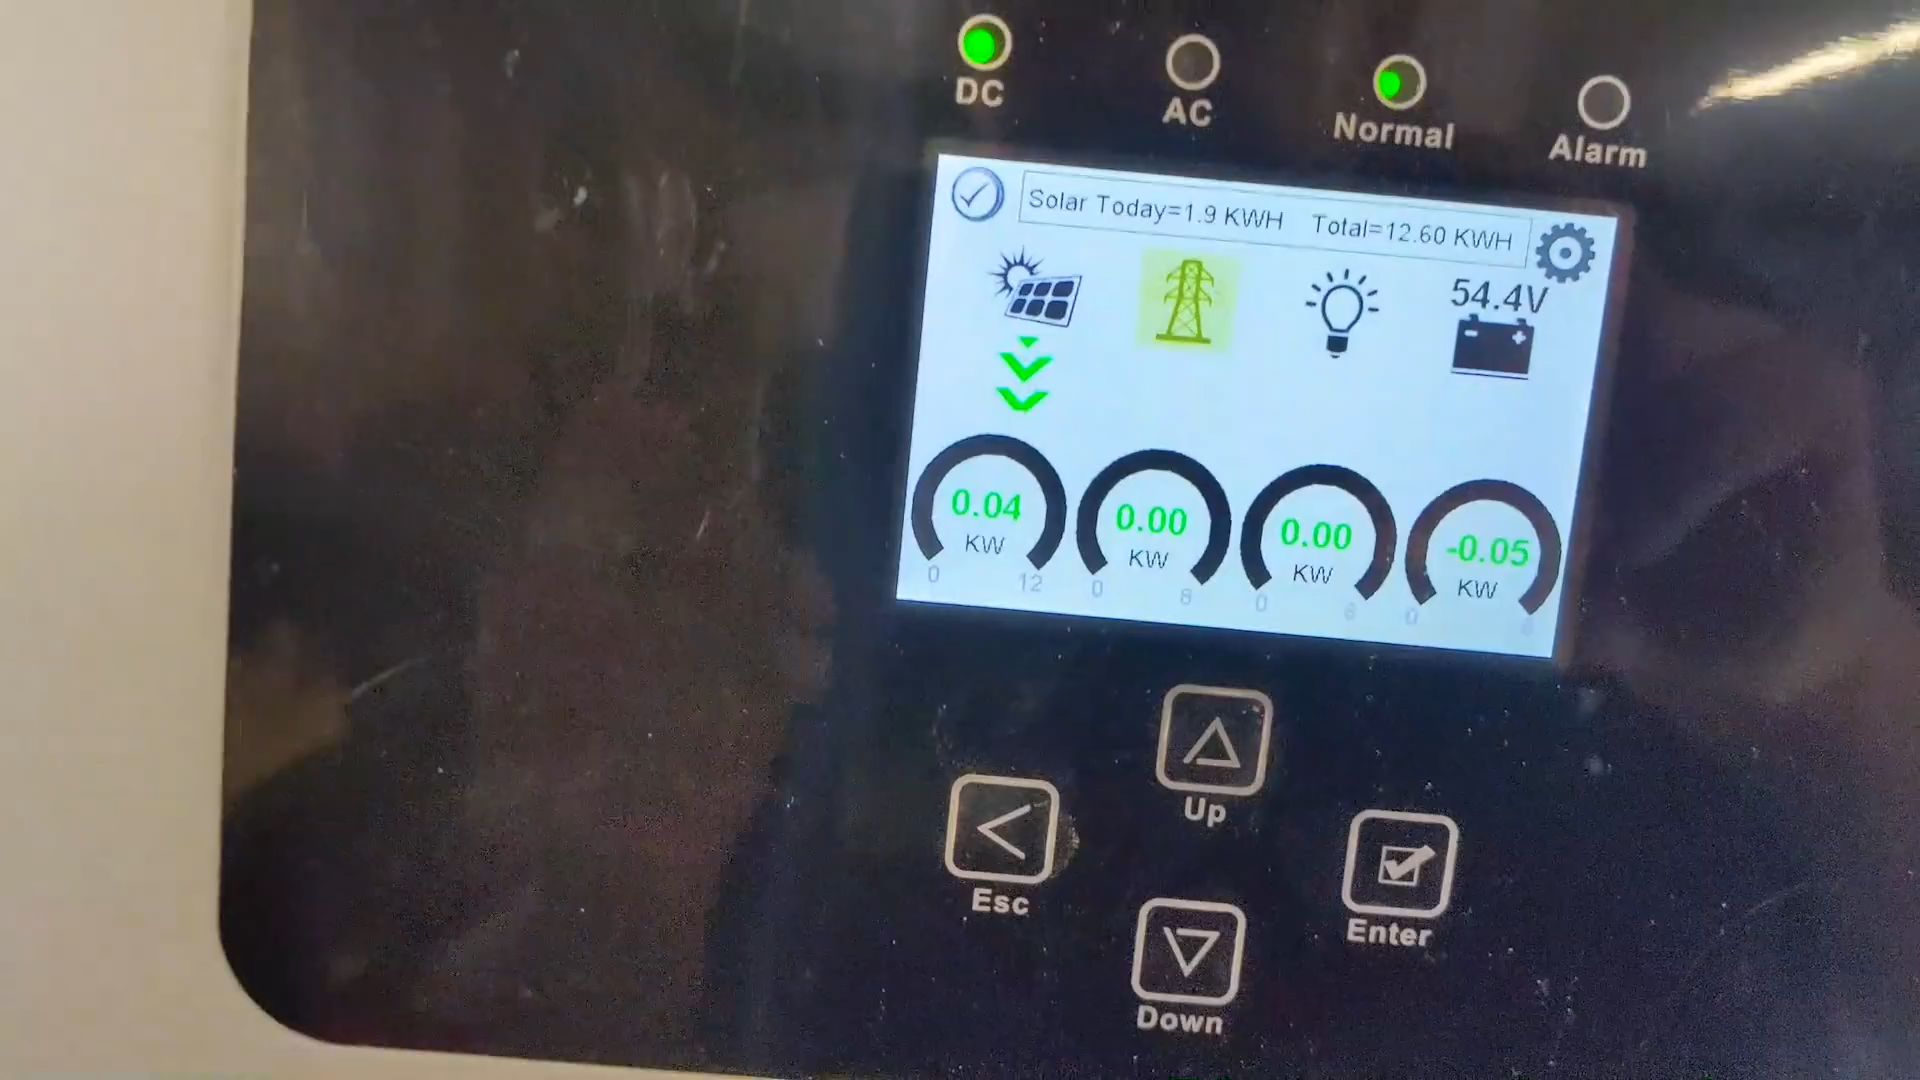 DC AC Normal Alarm
Solar Today=1.9 KWH Total=12.60 KWH
54.4V
0.04 0.00 0.00 -0.05
KW KW KW KW
0 12 0 8 0 8 0
Up
Esc
Enter
Down